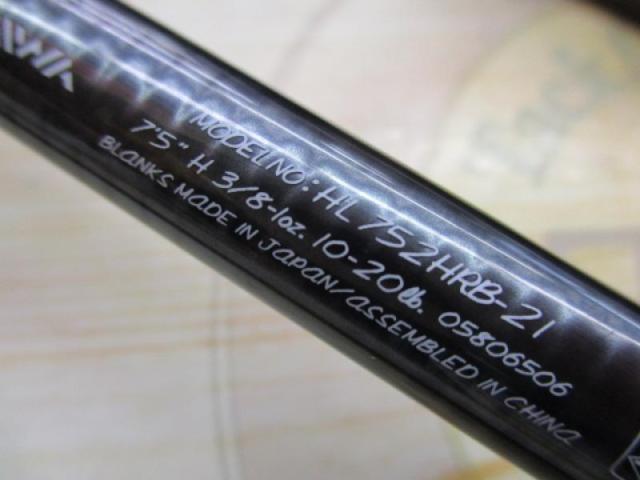 MODEL NO: HL 752HRB-21
7'5" H 3/8-1oz. 10-20lb. 05806506
BLANKS MADE IN JAPAN/ASSEMBLED IN CHINA